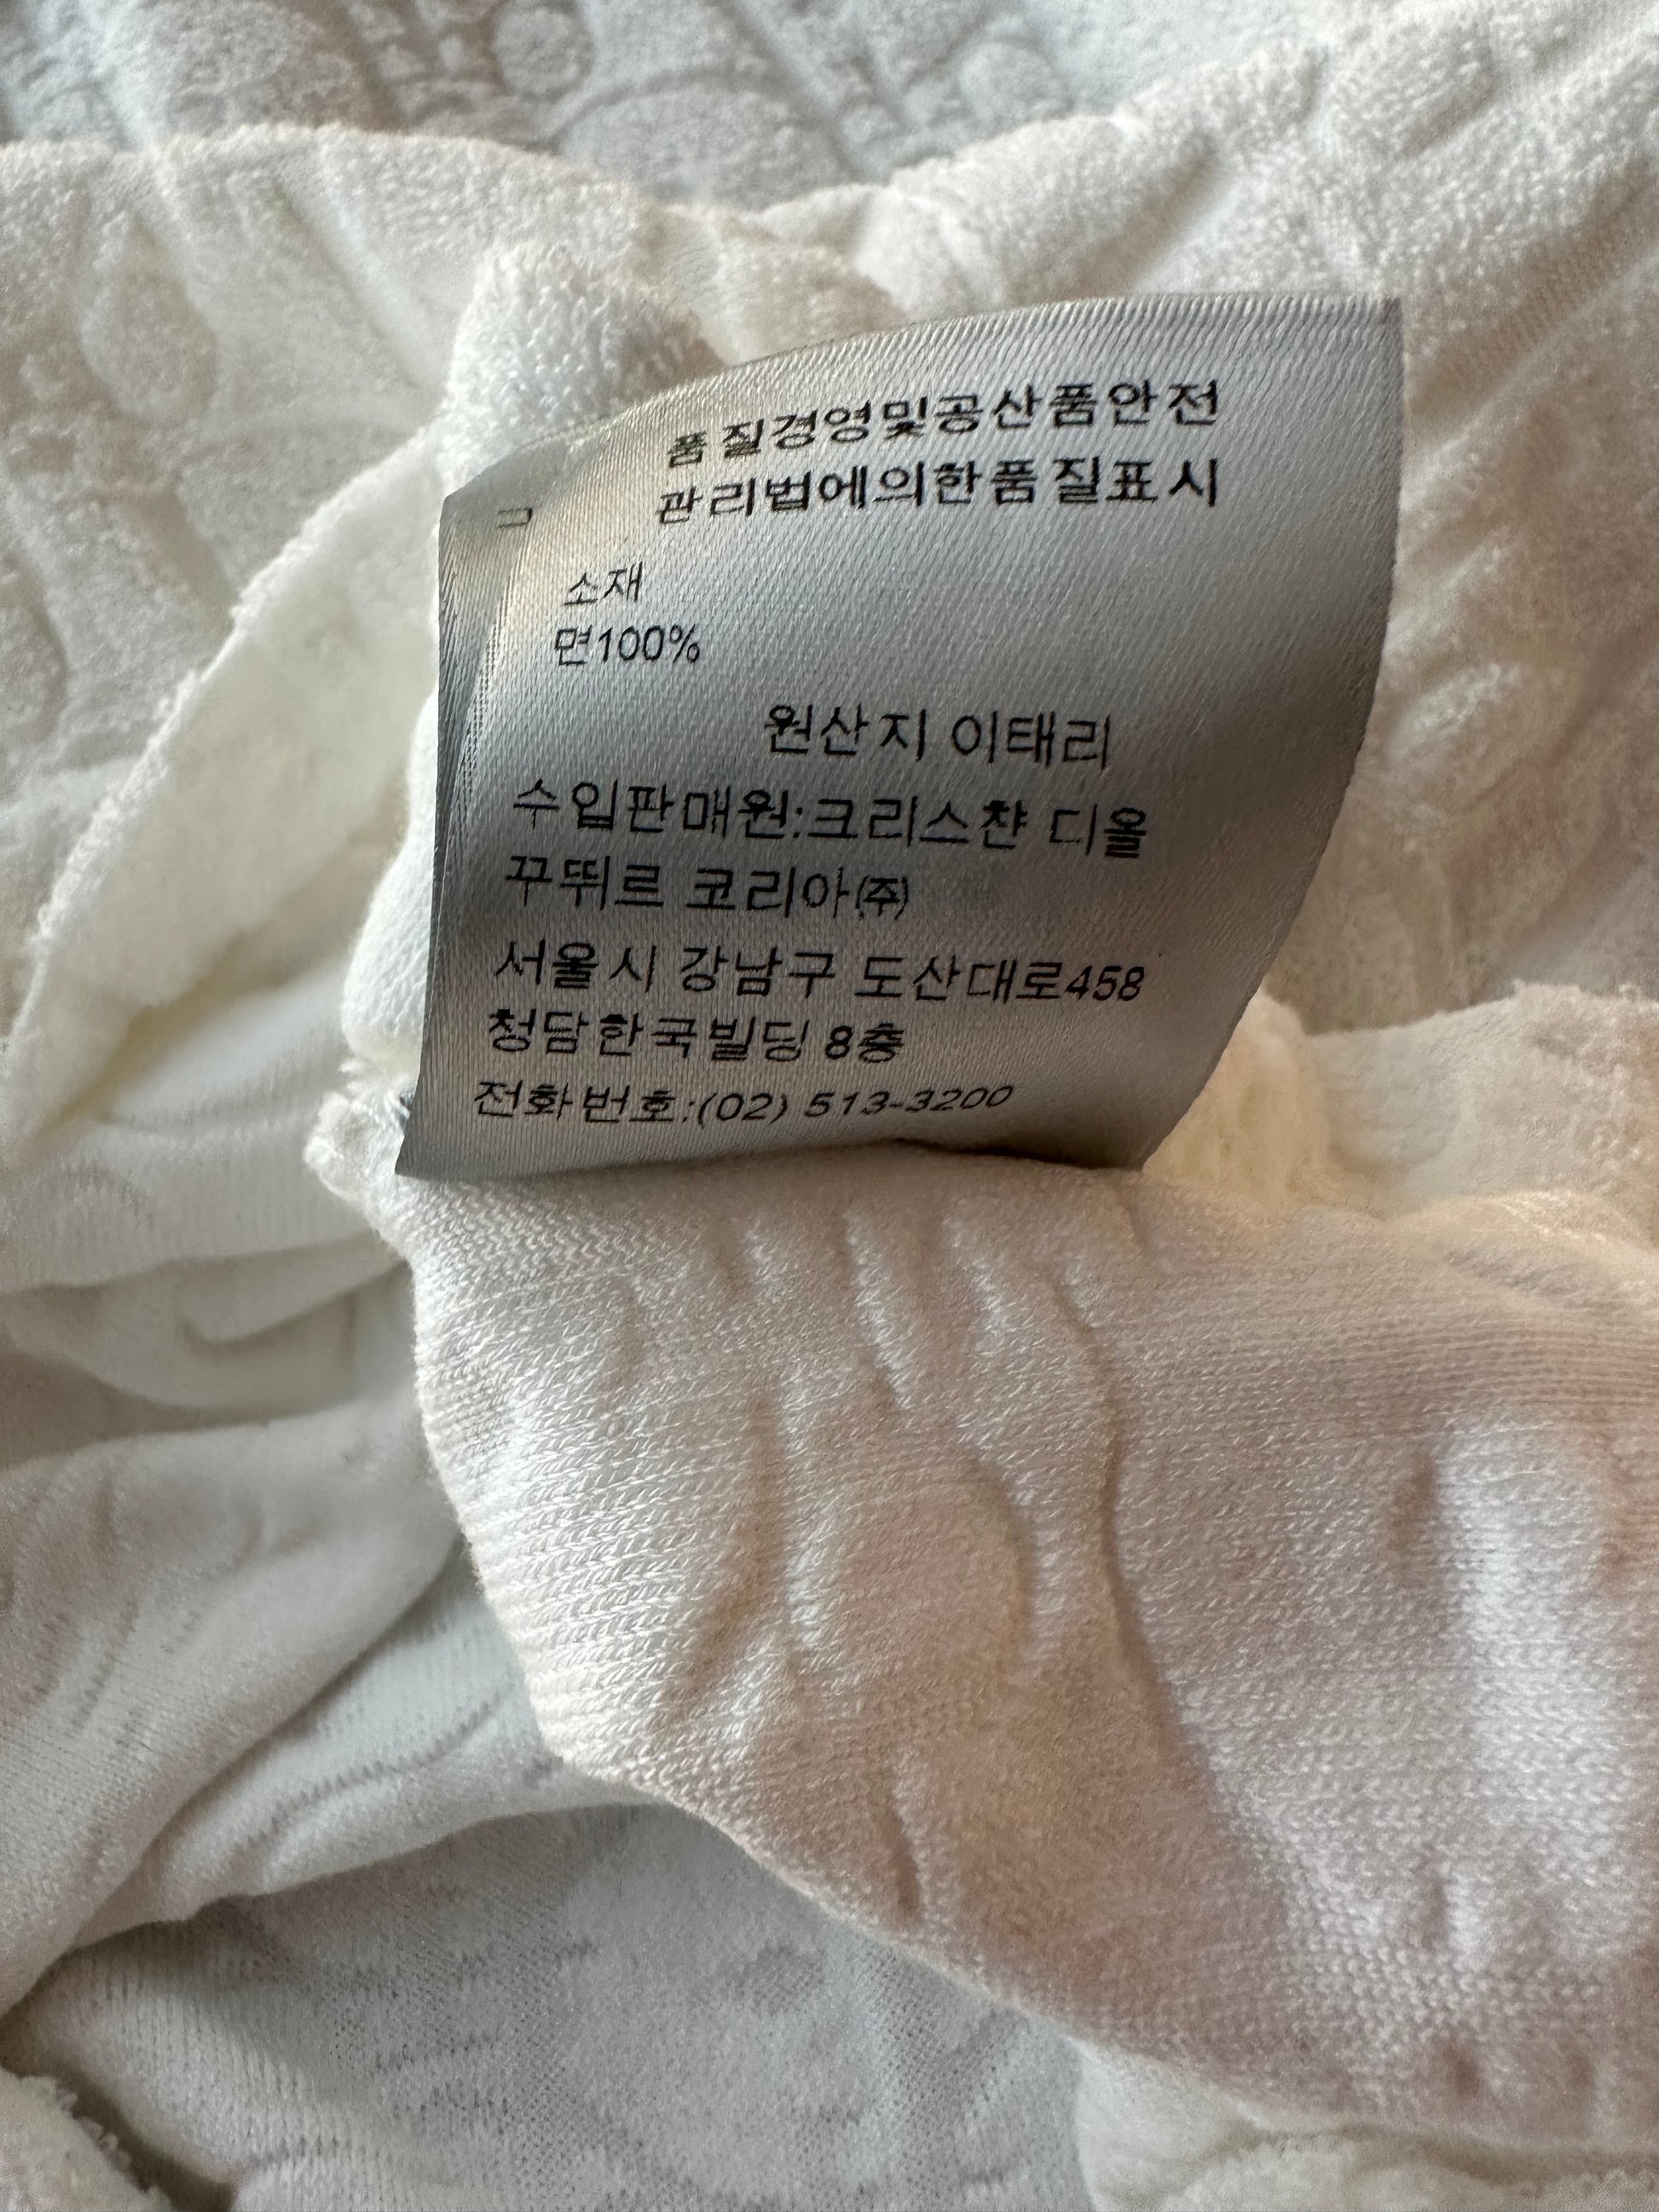 품질경영및공산품안전
관리법에의한품질표시
소재
면100%
원산지 이태리
수입판매원:크리스챤 디올
꾸뛰르 코리아㈜
서울시 강남구 도산대로458
청담한국빌딩 8층
전화번호:(02) 513-3200